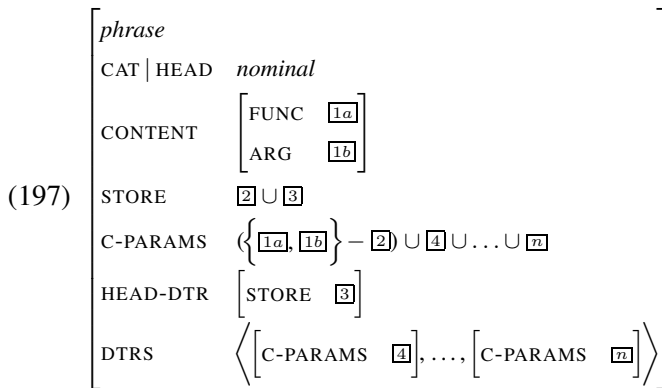 phrase
CAT | HEAD nominal
CONTENT [FUNC 1a
ARG 1b]
(197) STORE 2 ∪ 3
C-PARAMS ({1a, 1b} − 2) ∪ 4 ∪ . . . ∪ n
HEAD-DTR [STORE 3]
DTRS ⟨[C-PARAMS 4], . . . , [C-PARAMS n]⟩